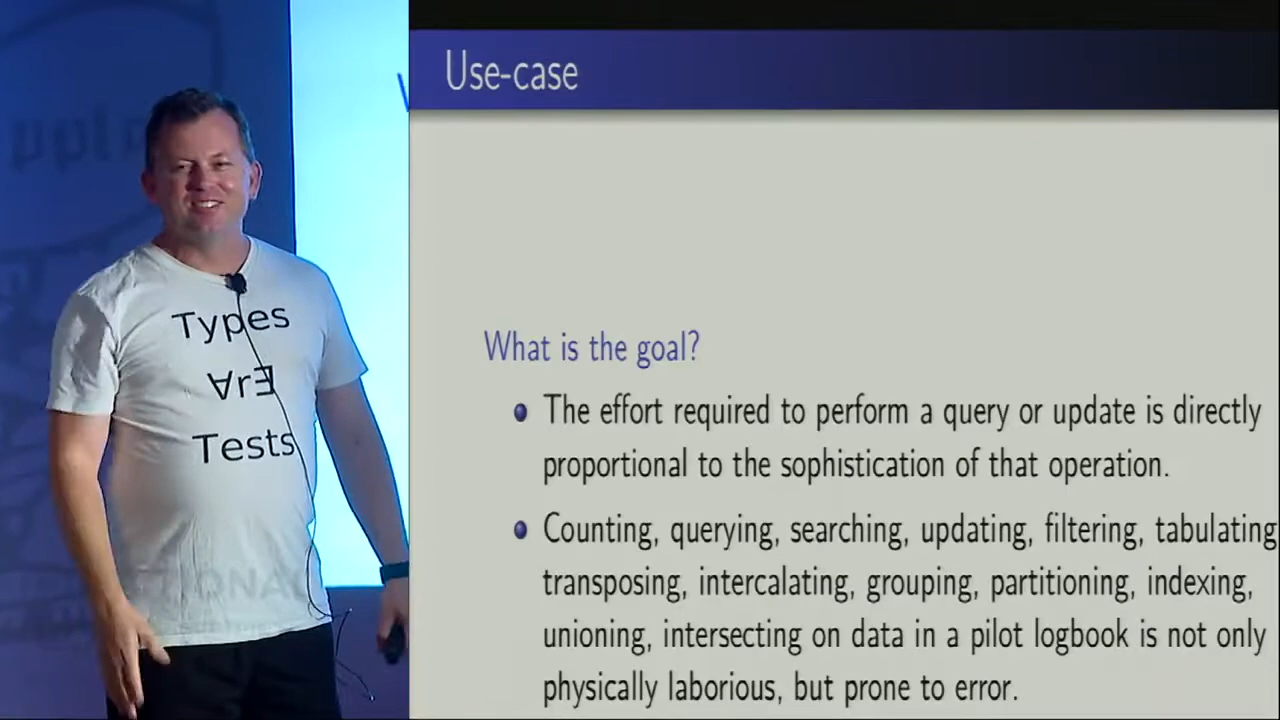 Types
∀rƎ
Tests
Use-case
What is the goal?
The effort required to perform a query or update is directly
proportional to the sophistication of that operation.
Counting, querying, searching, updating, filtering, tabulating
transposing, intercalating, grouping, partitioning, indexing,
unioning, intersecting on data in a pilot logbook is not only
physically laborious, but prone to error.